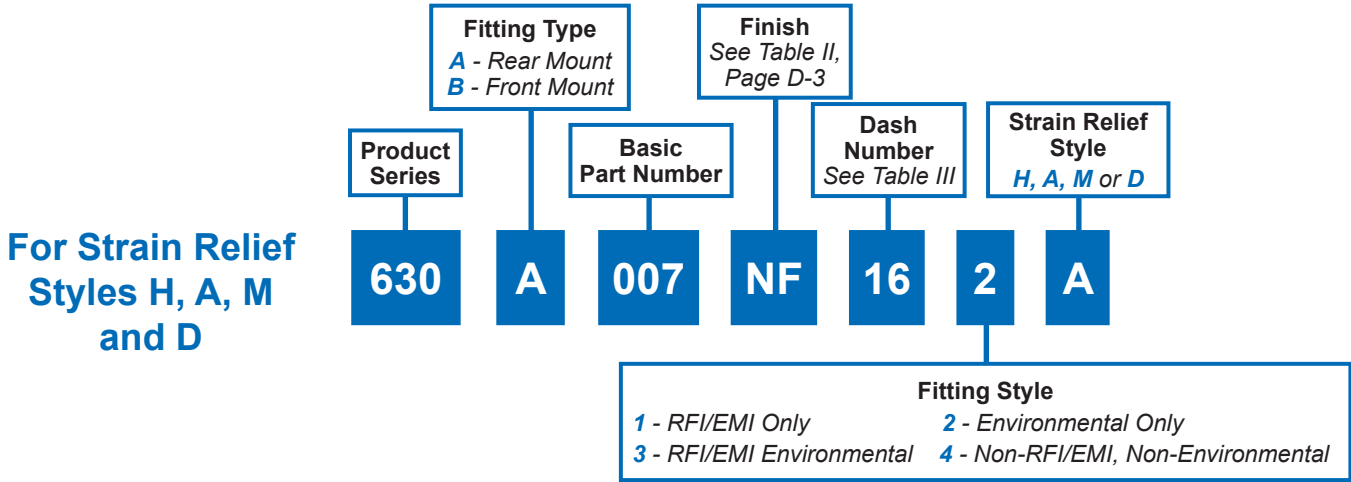 Fitting Type
A - Rear Mount
B - Front Mount
Finish
See Table II,
Page D-3
Product
Series
Basic
Part Number
Dash
Number
See Table III
Strain Relief
Style
H, A, M or D
For Strain Relief
Styles H, A, M
and D
630 A 007 NF 16 2 A
Fitting Style
1 - RFI/EMI Only 2 - Environmental Only
3 - RFI/EMI Environmental 4 - Non-RFI/EMI, Non-Environmental